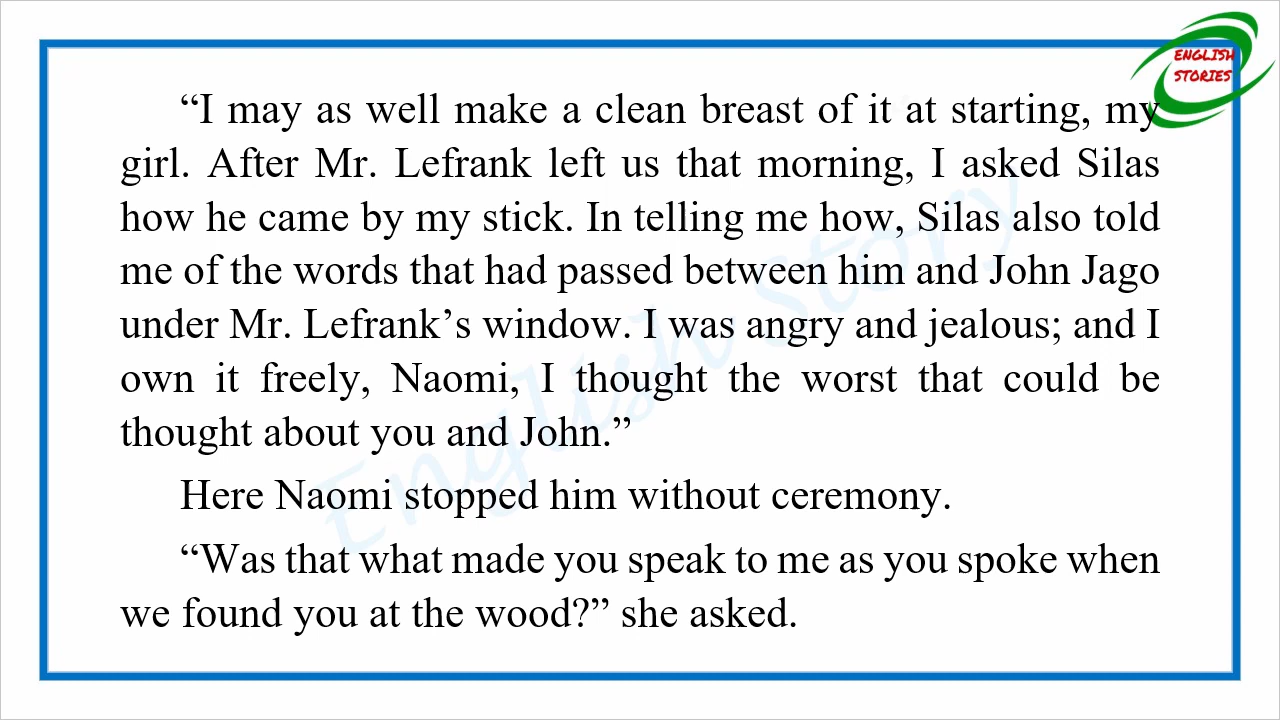 ENGLISH
STORIES
“I may as well make a clean breast of it at starting, my
girl. After Mr. Lefrank left us that morning, I asked Silas
how he came by my stick. In telling me how, Silas also told
me of the words that had passed between him and John Jago
under Mr. Lefrank’s window. I was angry and jealous; and I
own it freely, Naomi, I thought the worst that could be
thought about you and John.”
Here Naomi stopped him without ceremony.
“Was that what made you speak to me as you spoke when
we found you at the wood?” she asked.
English Story